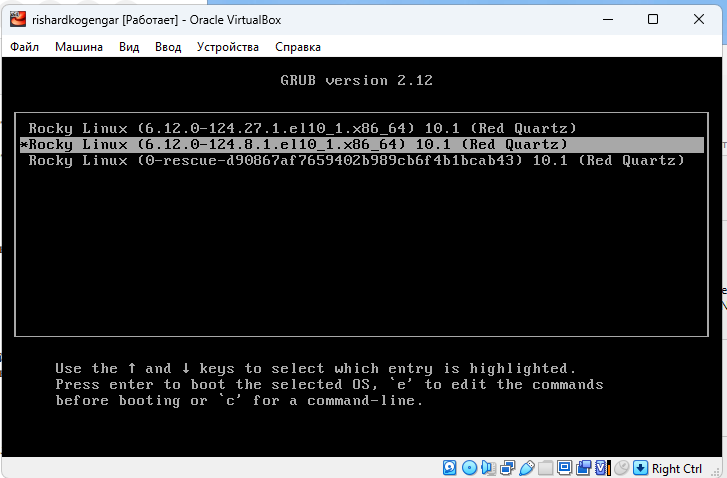 rishardkogengar [Работает] - Oracle VirtualBox
Файл Машина Вид Ввод Устройства Справка
GRUB version 2.12
Rocky Linux (6.12.0-124.27.1.el10_1.x86_64) 10.1 (Red Quartz)
*Rocky Linux (6.12.0-124.8.1.el10_1.x86_64) 10.1 (Red Quartz)
Rocky Linux (0-rescue-d90867af7659402b989cb6f4b1bcab43) 10.1 (Red Quartz)
Use the ↑ and ↓ keys to select which entry is highlighted.
Press enter to boot the selected OS, `e' to edit the commands
before booting or `c' for a command-line.
Right Ctrl